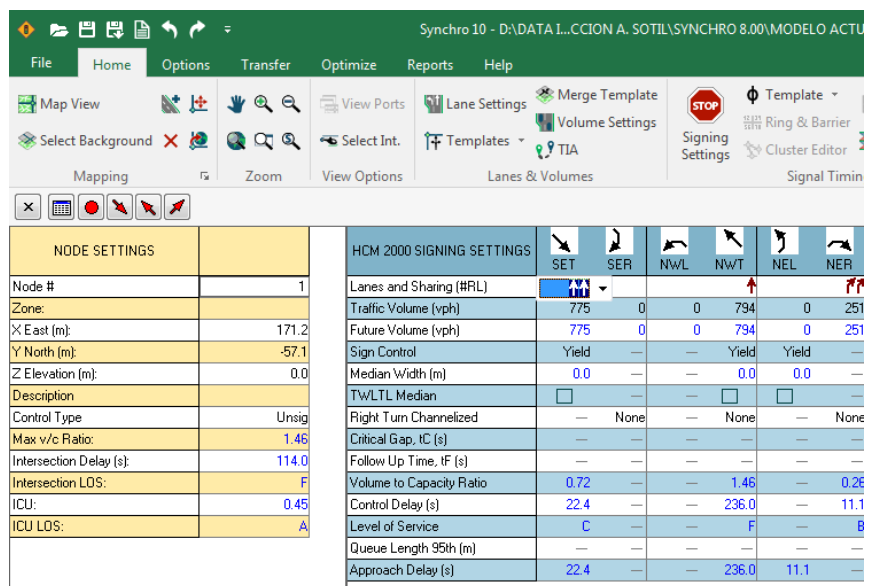 Synchro 10 - D:\DATA I...CCION A. SOTIL\SYNCHRO 8.00\MODELO ACTU
File Home Options Transfer Optimize Reports Help
Map View View Ports Lane Settings Merge Template STOP Template
Volume Settings Ring & Barrier
Select Background Select Int. Templates TIA Signing Settings Cluster Editor
Mapping Zoom View Options Lanes & Volumes Signal Timin
NODE SETTINGS
Node # 1
Zone:
X East (m): 171.2
Y North (m): -57.1
Z Elevation (m): 0.0
Description
Control Type Unsig
Max v/c Ratio: 1.46
Intersection Delay (s): 114.0
Intersection LOS: F
ICU: 0.45
ICU LOS: A
HCM 2000 SIGNING SETTINGS SET SER NWL NWT NEL NER
Lanes and Sharing (#RL)
Traffic Volume (vph) 775 0 0 794 0 251
Future Volume (vph) 775 0 0 794 0 251
Sign Control Yield — — Yield Yield —
Median Width (m) 0.0 — — 0.0 0.0 —
TWLTL Median — — —
Right Turn Channelized — None — None — None
Critical Gap, tC (s) — — — — — —
Follow Up Time, tF (s) — — — — — —
Volume to Capacity Ratio 0.72 — — 1.46 — 0.26
Control Delay (s) 22.4 — — 236.0 — 11.1
Level of Service C — — F — B
Queue Length 95th (m) — — — — — —
Approach Delay (s) 22.4 — — 236.0 11.1 —